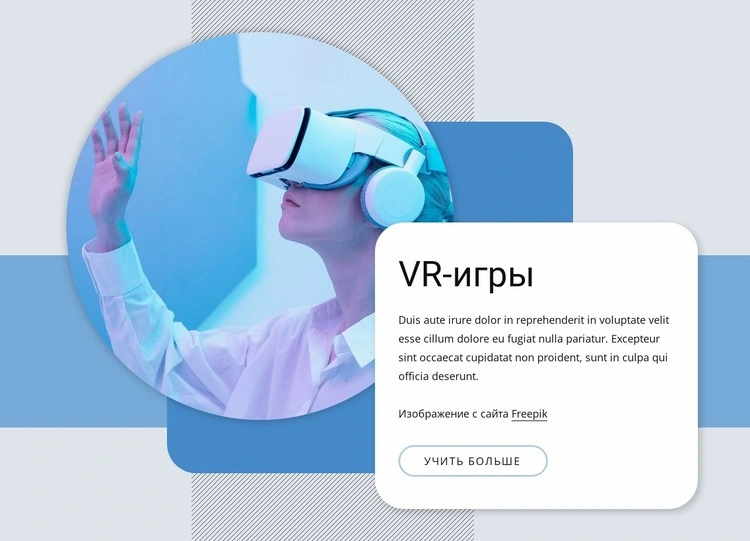 VR-игры
Duis aute irure dolor in reprehenderit in voluptate velit
esse cillum dolore eu fugiat nulla pariatur. Excepteur
sint occaecat cupidatat non proident, sunt in culpa qui
officia deserunt.
Изображение с сайта Freepik
УЧИТЬ БОЛЬШЕ